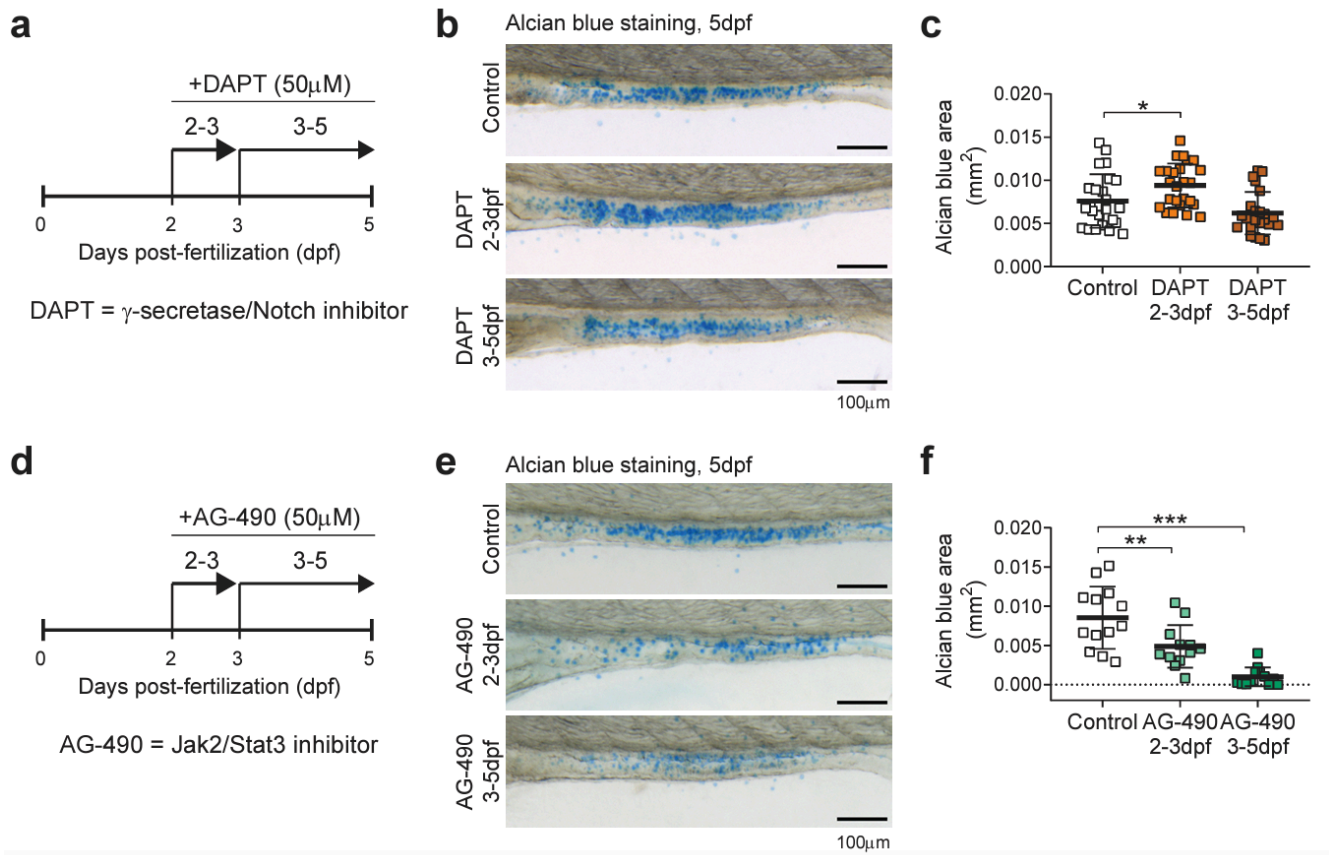 a
+DAPT (50μM)
2-3
3-5
0
2
3
5
Days post-fertilization (dpf)
DAPT = γ-secretase/Notch inhibitor
b
Alcian blue staining, 5dpf
Control
DAPT
2-3dpf
DAPT
3-5dpf
100μm
c
Alcian blue area
(mm²)
0.020
0.015
0.010
0.005
0.000
*
Control
DAPT
2-3dpf
DAPT
3-5dpf
d
+AG-490 (50μM)
2-3
3-5
0
2
3
5
Days post-fertilization (dpf)
AG-490 = Jak2/Stat3 inhibitor
e
Alcian blue staining, 5dpf
Control
AG-490
2-3dpf
AG-490
3-5dpf
100μm
f
Alcian blue area
(mm²)
0.020
0.015
0.010
0.005
0.000
***
**
Control
AG-490
2-3dpf
AG-490
3-5dpf